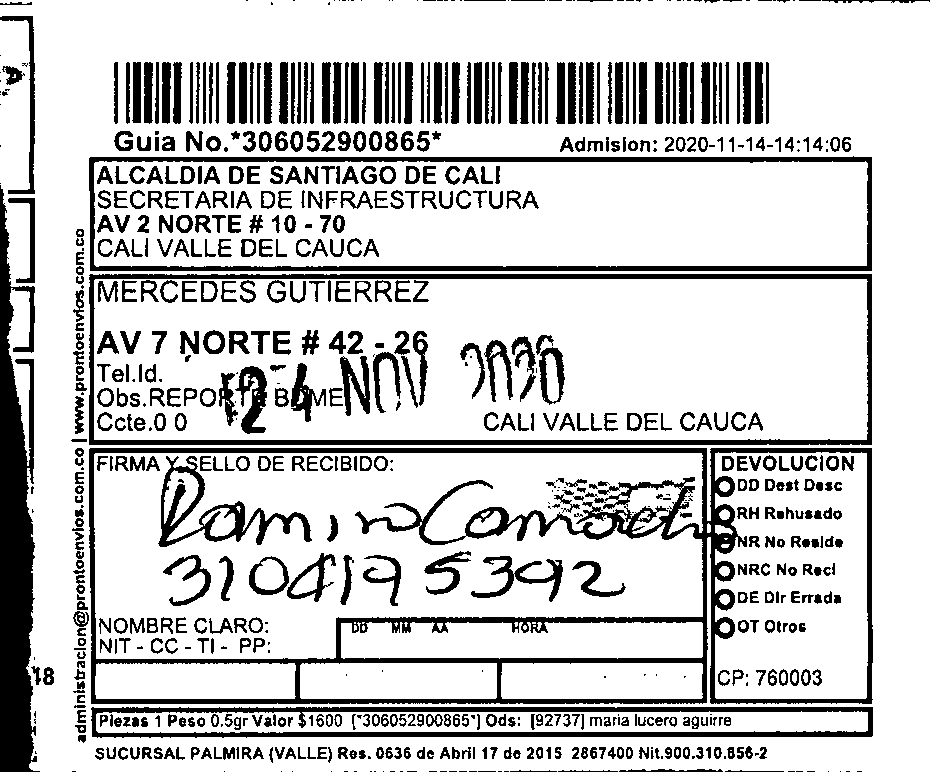 Guia No.*306052900865*
Admision: 2020-11-14-14:14:06
ALCALDIA DE SANTIAGO DE CALI
SECRETARIA DE INFRAESTRUCTURA
AV 2 NORTE # 10 - 70
CALI VALLE DEL CAUCA
MERCEDES GUTIERREZ
AV 7 NORTE # 42 - 26
Tel.Id.
24 NOV 2020
Obs.REPORTE
Ccte.0 0
CALI VALLE DEL CAUCA
administracion@prontoenvios.com.co | www.prontoenvios.com.co
FIRMA Y SELLO DE RECIBIDO:
Ramiro Camacho
3104195392
NOMBRE CLARO:
NIT - CC - TI - PP:
DD MM AA HORA
DEVOLUCION
DD Dest Desc
RH Rehusado
NR No Reside
NRC No Reci
DE Dir Errada
OT Otros
CP: 760003
18
Piezas 1 Peso 0.5gr Valor $1600 [*306052900865*] Ods: [92737] maria lucero aguirre
SUCURSAL PALMIRA (VALLE) Res. 0636 de Abril 17 de 2015 2867400 Nit.900.310.856-2